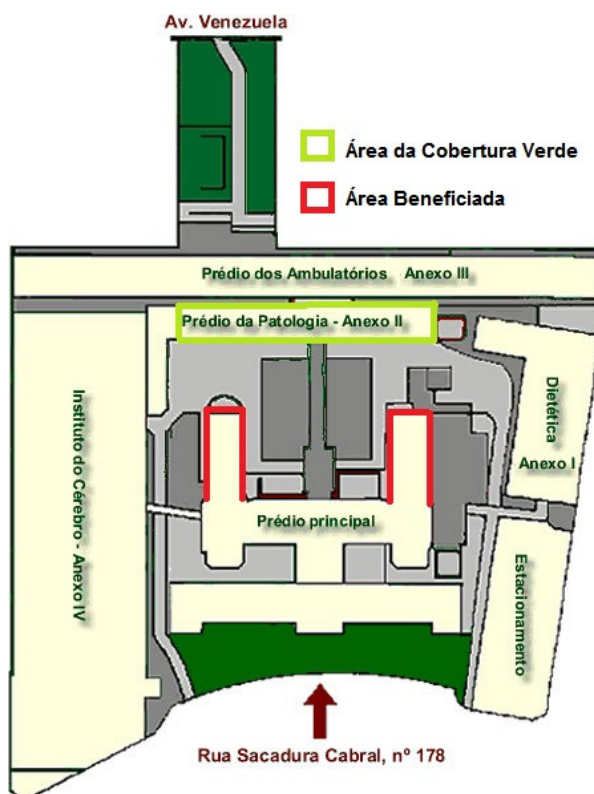 Av. Venezuela
Área da Cobertura Verde
Área Beneficiada
Prédio dos Ambulatórios Anexo III
Prédio da Patologia - Anexo II
Instituto do Cérebro - Anexo IV
Dietética
Anexo I
Prédio principal
Estacionamento
Rua Sacadura Cabral, nº 178